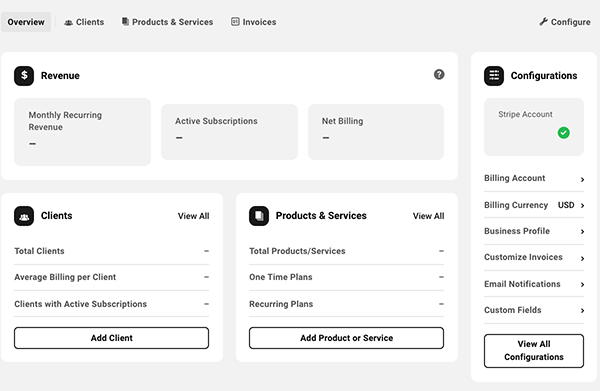 Overview
Clients
Products & Services
Invoices
Configure
$ Revenue
?
Monthly Recurring
Revenue
–
Active Subscriptions
–
Net Billing
–
Clients
View All
Total Clients –
Average Billing per Client –
Clients with Active Subscriptions –
Add Client
Products & Services
View All
Total Products/Services –
One Time Plans –
Recurring Plans –
Add Product or Service
Configurations
Stripe Account
Billing Account ›
Billing Currency USD ›
Business Profile ›
Customize Invoices ›
Email Notifications ›
Custom Fields ›
View All
Configurations